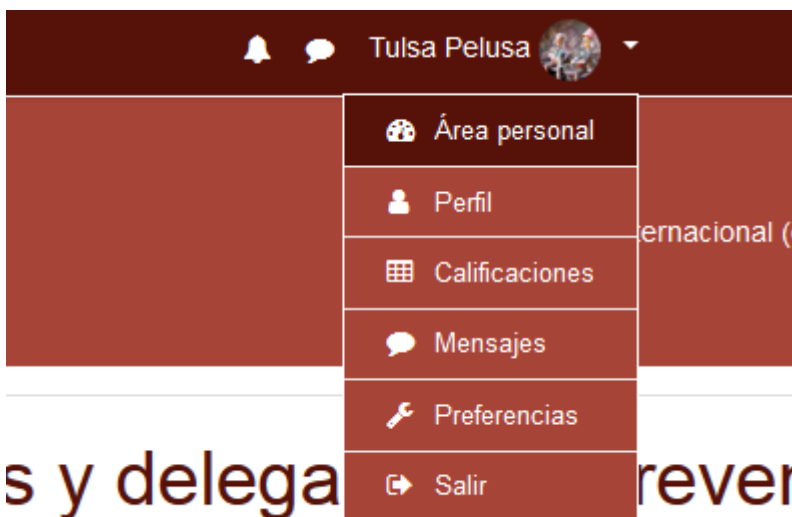 Tulsa Pelusa
Área personal
Perfil
ernacional (
Calificaciones
Mensajes
Preferencias
s y delega rever
Salir